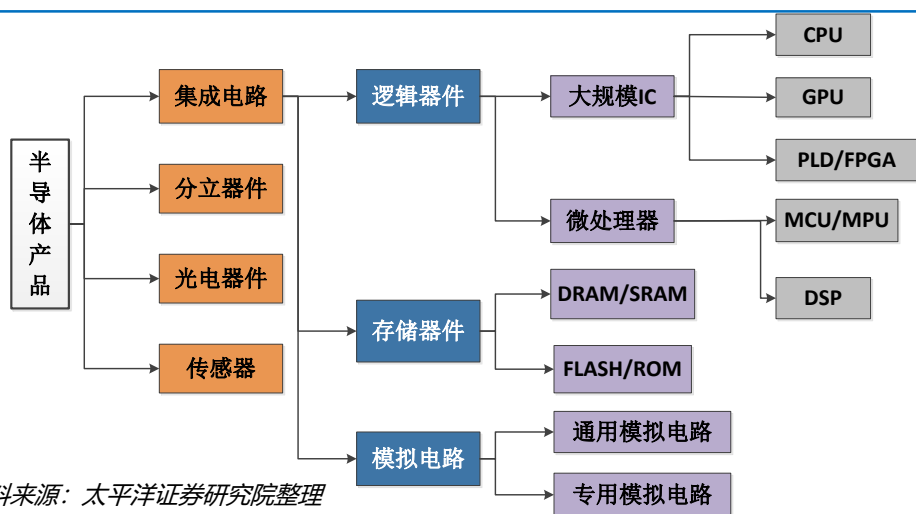 半导体产品
集成电路
分立器件
光电器件
传感器
逻辑器件
存储器件
模拟电路
大规模IC
微处理器
DRAM/SRAM
FLASH/ROM
通用模拟电路
专用模拟电路
CPU
GPU
PLD/FPGA
MCU/MPU
DSP
料来源：太平洋证券研究院整理